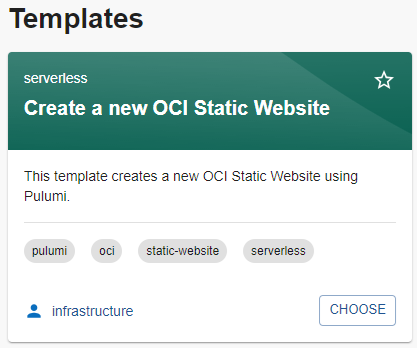 Templates
serverless
Create a new OCI Static Website
This template creates a new OCI Static Website using
Pulumi.
pulumi oci static-website serverless
infrastructure CHOOSE